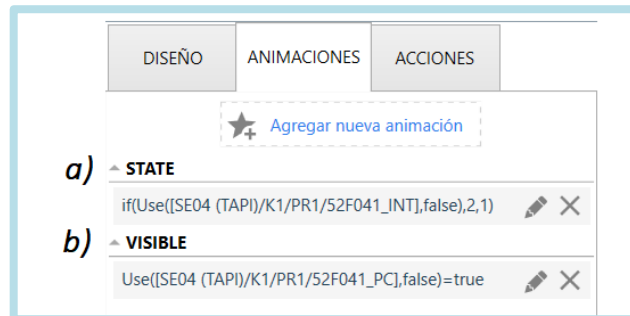 DISEÑO ANIMACIONES ACCIONES
Agregar nueva animación
a) STATE
if(Use([SE04 (TAPI)/K1/PR1/52F041_INT],false),2,1)
b) VISIBLE
Use([SE04 (TAPI)/K1/PR1/52F041_PC],false)=true